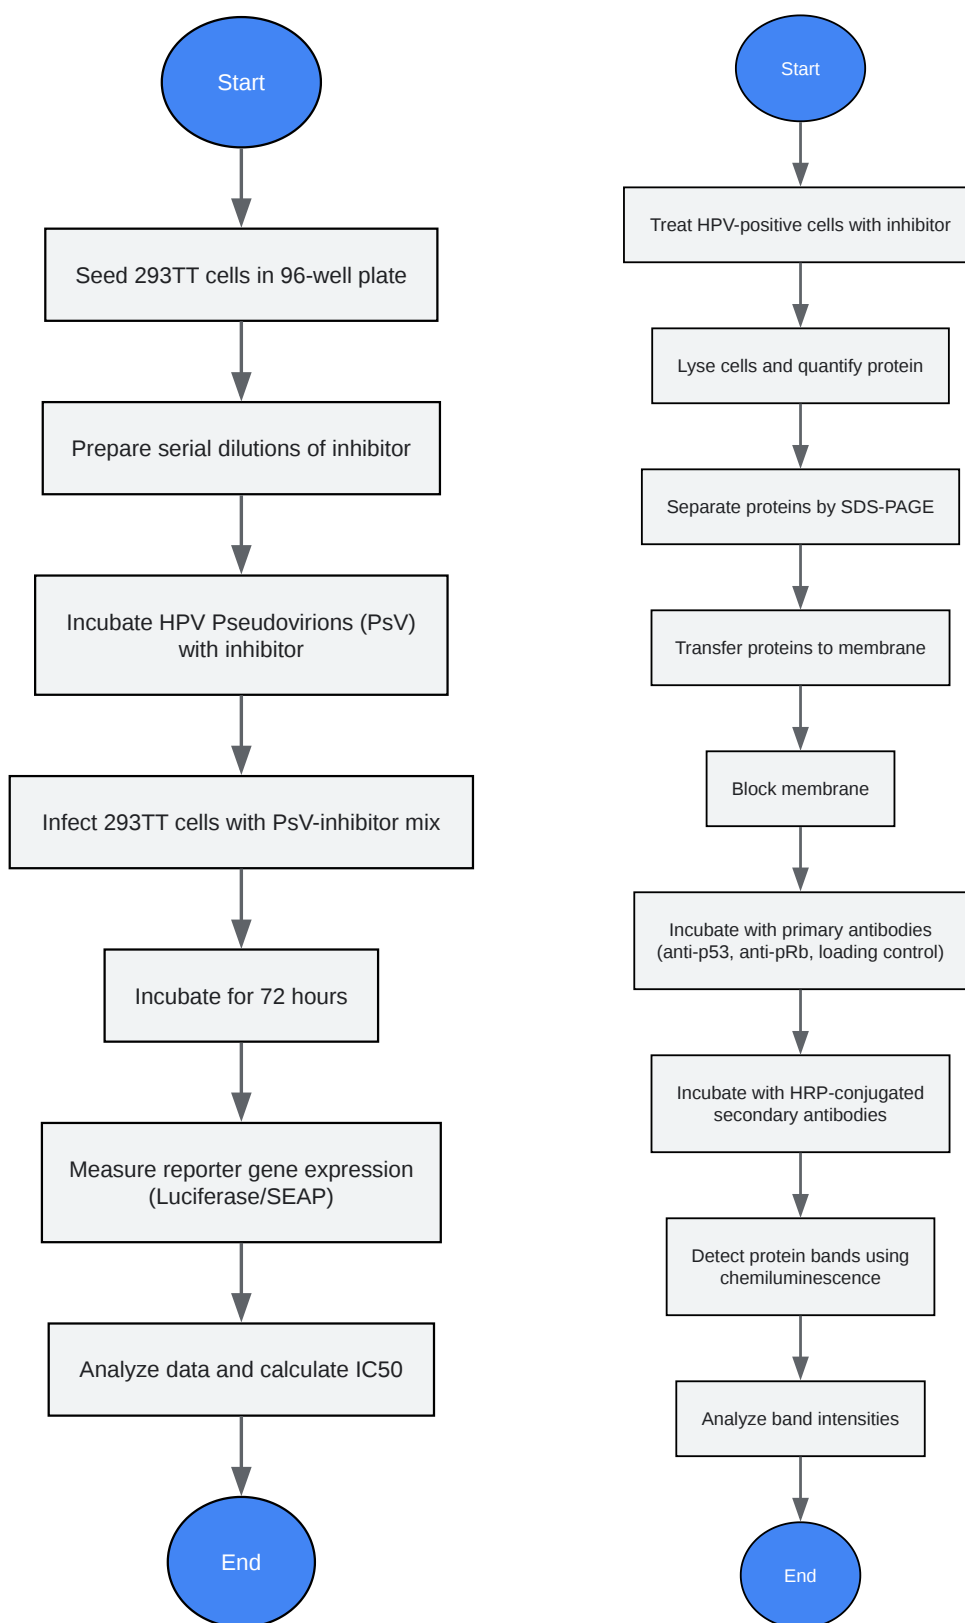 Start
Seed 293TT cells in 96-well plate
Prepare serial dilutions of inhibitor
Incubate HPV Pseudovirions (PsV)
with inhibitor
Infect 293TT cells with PsV-inhibitor mix
Incubate for 72 hours
Measure reporter gene expression
(Luciferase/SEAP)
Analyze data and calculate IC50
End
Start
Treat HPV-positive cells with inhibitor
Lyse cells and quantify protein
Separate proteins by SDS-PAGE
Transfer proteins to membrane
Block membrane
Incubate with primary antibodies
(anti-p53, anti-pRb, loading control)
Incubate with HRP-conjugated
secondary antibodies
Detect protein bands using
chemiluminescence
Analyze band intensities
End